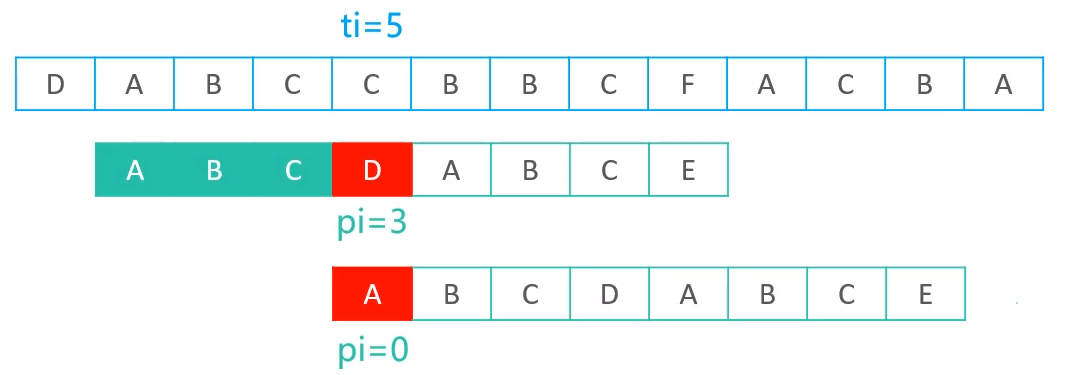 ti=5
D A B C C B B C F A C B A
A B C D A B C E
pi=3
A B C D A B C E
pi=0